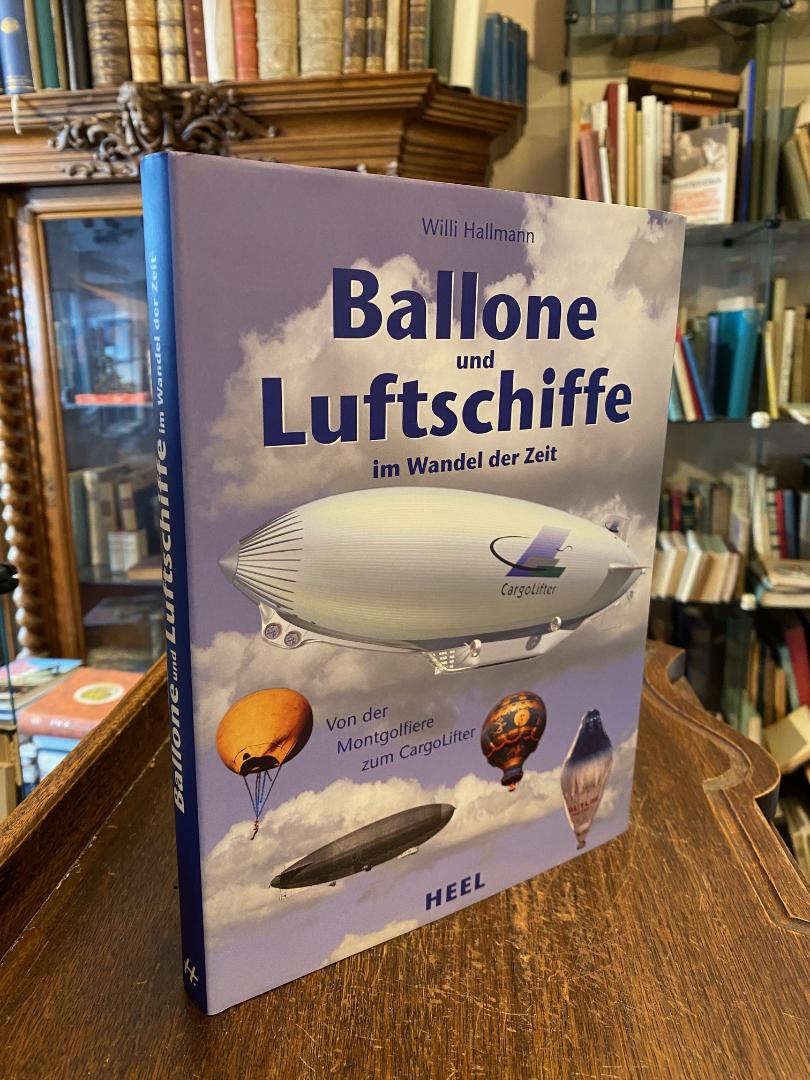 Willi Hallmann
Ballone
und
Luftschiffe
im Wandel der Zeit
CargoLifter
Von der
Montgolfiere
zum CargoLifter
HEEL
Ballone und Luftschiffe im Wandel der Zeit
H.